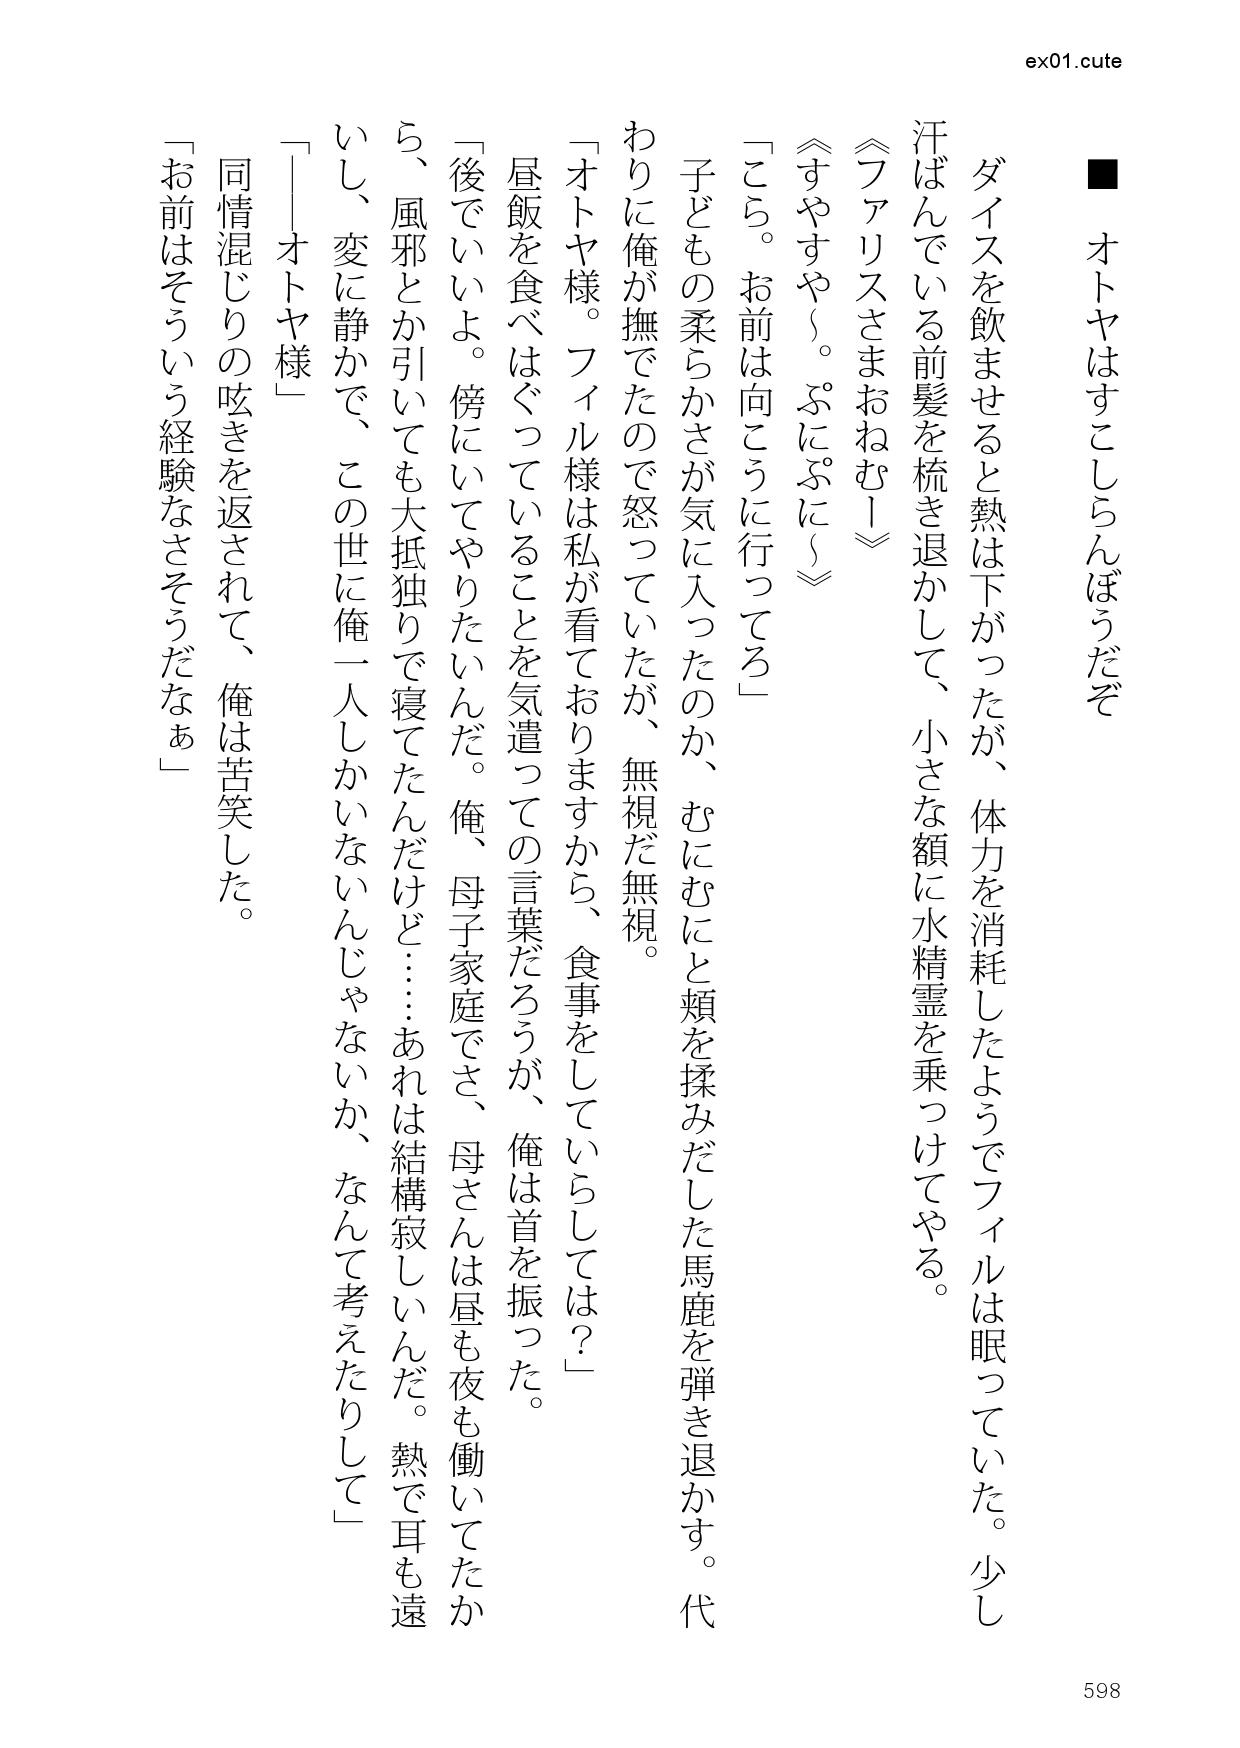 ex01.cute
■　オトヤはすこしらんぼうだぞ
　ダイスを飲ませると熱は下がったが、体力を消耗したようでフィルは眠っていた。少し
汗ばんでいる前髪を梳き退かして、小さな額に水精霊を乗っけてやる。
《ファリスさまおねむー》
《すやすや～。ぷにぷに～》
「こら。お前は向こうに行ってろ」
　子どもの柔らかさが気に入ったのか、むにむにと頬を揉みだした馬鹿を弾き退かす。代
わりに俺が撫でたので怒っていたが、無視だ無視。
「オトヤ様。フィル様は私が看ておりますから、食事をしていらしては？」
　昼飯を食べはぐっていることを気遣っての言葉だろうが、俺は首を振った。
「後でいいよ。傍にいてやりたいんだ。俺、母子家庭でさ、母さんは昼も夜も働いてたか
ら、風邪とか引いても大抵独りで寝てたんだけど……あれは結構寂しいんだ。熱で耳も遠
いし、変に静かで、この世に俺一人しかいないんじゃないか、なんて考えたりして」
「――オトヤ様」
　同情混じりの呟きを返されて、俺は苦笑した。
「お前はそういう経験なさそうだなぁ」
598